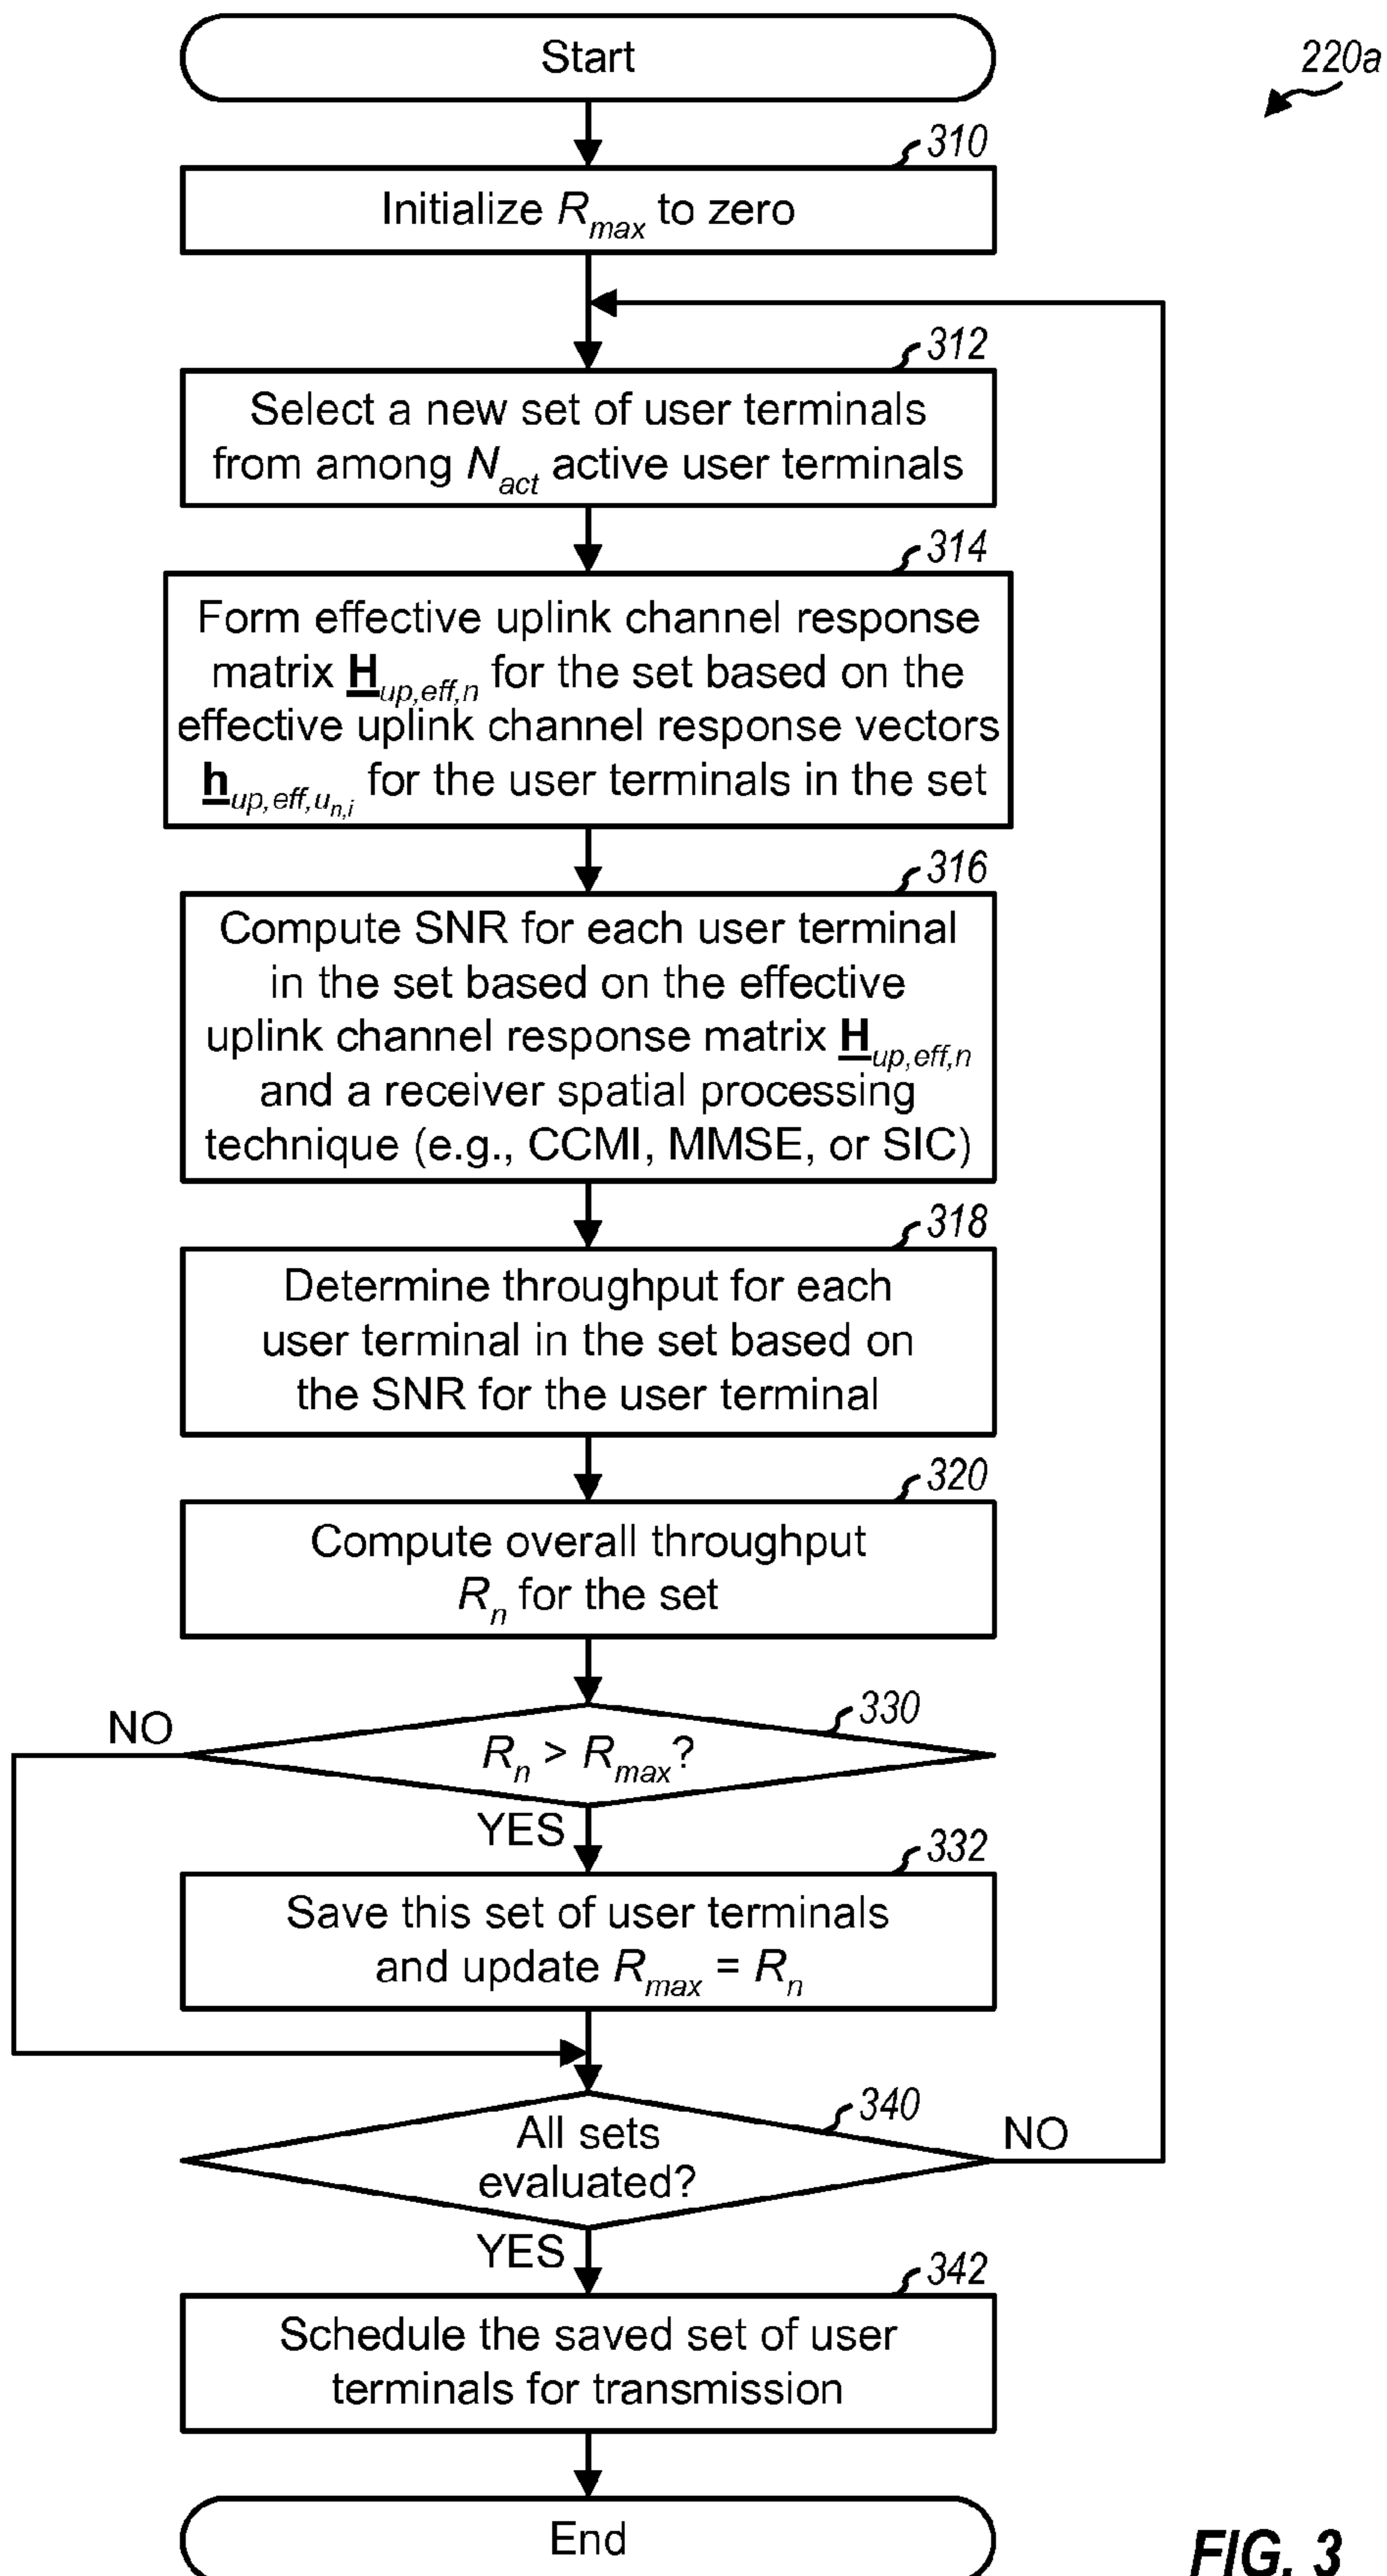 Start
220a
310
Initialize Rmax to zero
312
Select a new set of user terminals
from among Nact active user terminals
314
Form effective uplink channel response
matrix Hup,eff,n for the set based on the
effective uplink channel response vectors
hup,eff,un,i for the user terminals in the set
316
Compute SNR for each user terminal
in the set based on the effective
uplink channel response matrix Hup,eff,n
and a receiver spatial processing
technique (e.g., CCMI, MMSE, or SIC)
318
Determine throughput for each
user terminal in the set based on
the SNR for the user terminal
320
Compute overall throughput
Rn for the set
330
NO
Rn > Rmax?
YES
332
Save this set of user terminals
and update Rmax = Rn
340
All sets
evaluated?
NO
YES
342
Schedule the saved set of user
terminals for transmission
End
FIG. 3